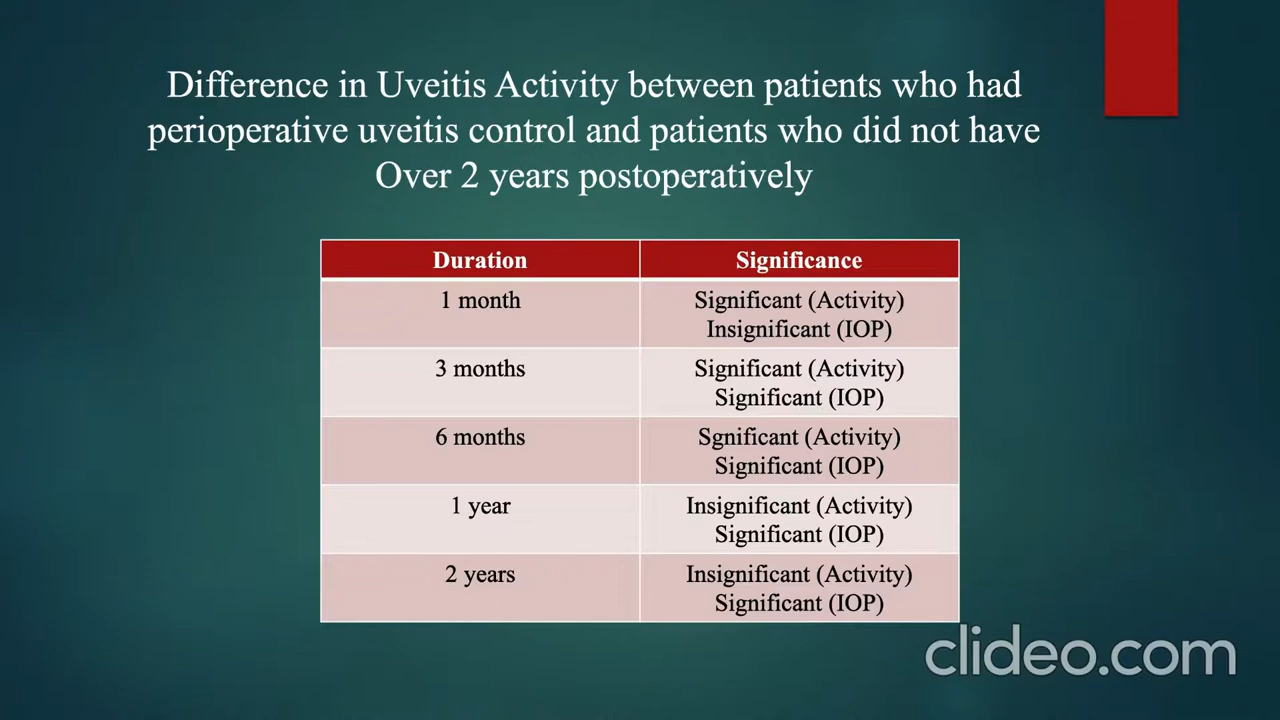 Difference in Uveitis Activity between patients who had
perioperative uveitis control and patients who did not have
Over 2 years postoperatively
Duration
Significance
1 month
Significant (Activity)
Insignificant (IOP)
3 months
Significant (Activity)
Significant (IOP)
6 months
Sgnificant (Activity)
Significant (IOP)
1 year
Insignificant (Activity)
Significant (IOP)
2 years
Insignificant (Activity)
Significant (IOP)
clideo.com